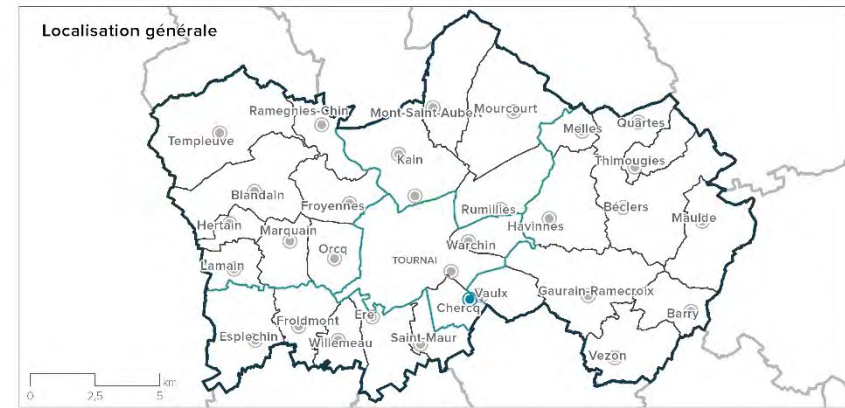 Localisation générale
Ramegnies-Chin
Mont-Saint-Aubert
Mourcourt
Templeuve
Melles
Quartes
Kain
Thimougies
Blandain
Froyennes
Rumillies
Béclers
Maulde
Hertain
Marquain
Havinnes
Orcq
Warchin
Lamain
TOURNAI
Vaulx
Gaurain-Ramecroix
Chercq
Barry
Froidmont
Ere
Esplechin
Willemeau
Saint-Maur
Vezon
km
0 2,5 5